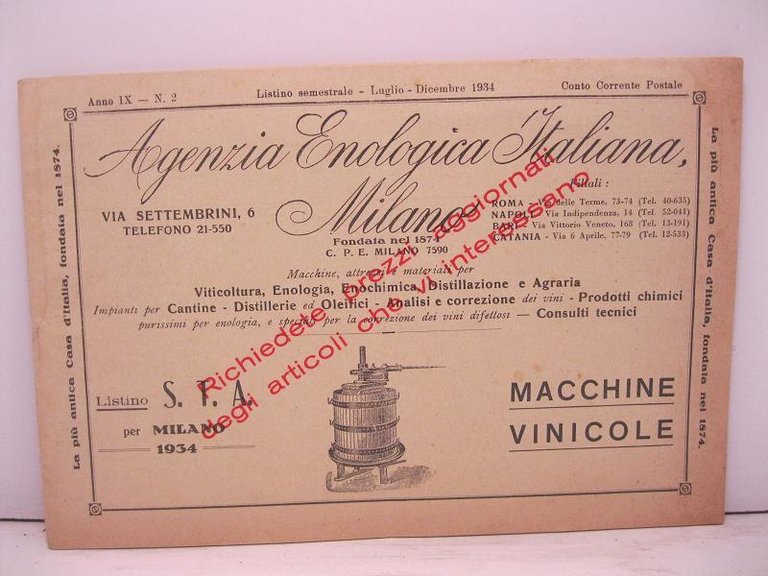 Anno IX — N. 2
Listino semestrale - Luglio - Dicembre 1934
Conto Corrente Postale
La più antica Casa d'Italia, fondata nel 1874.
Agenzia Enologica Italiana,
Milano
VIA SETTEMBRINI, 6
TELEFONO 21-550
Fondata nel 1874
C. P. E. MILANO 7590
Filiali :
ROMA - Via delle Terme, 73-74 (Tel. 40-635)
NAPOLI - Via Indipendenza, 14 (Tel. 52-041)
BARI - Via Vittorio Veneto, 168 (Tel. 13-191)
CATANIA - Via 6 Aprile, 77-79 (Tel. 12-533)
Macchine, attrezzi e materiali per
Viticoltura, Enologia, Enochimica, Distillazione e Agraria
Impianti per Cantine - Distillerie ed Oleifici - Analisi e correzione dei vini - Prodotti chimici
purissimi per enologia, e speciali per la correzione dei vini difettosi — Consulti tecnici
Richiedete prezzi aggiornati
degli articoli che vi interessano
Listino S. T. A.
per MILANO
1934
MACCHINE
VINICOLE
La più antica Casa d'Italia, fondata nel 1874.